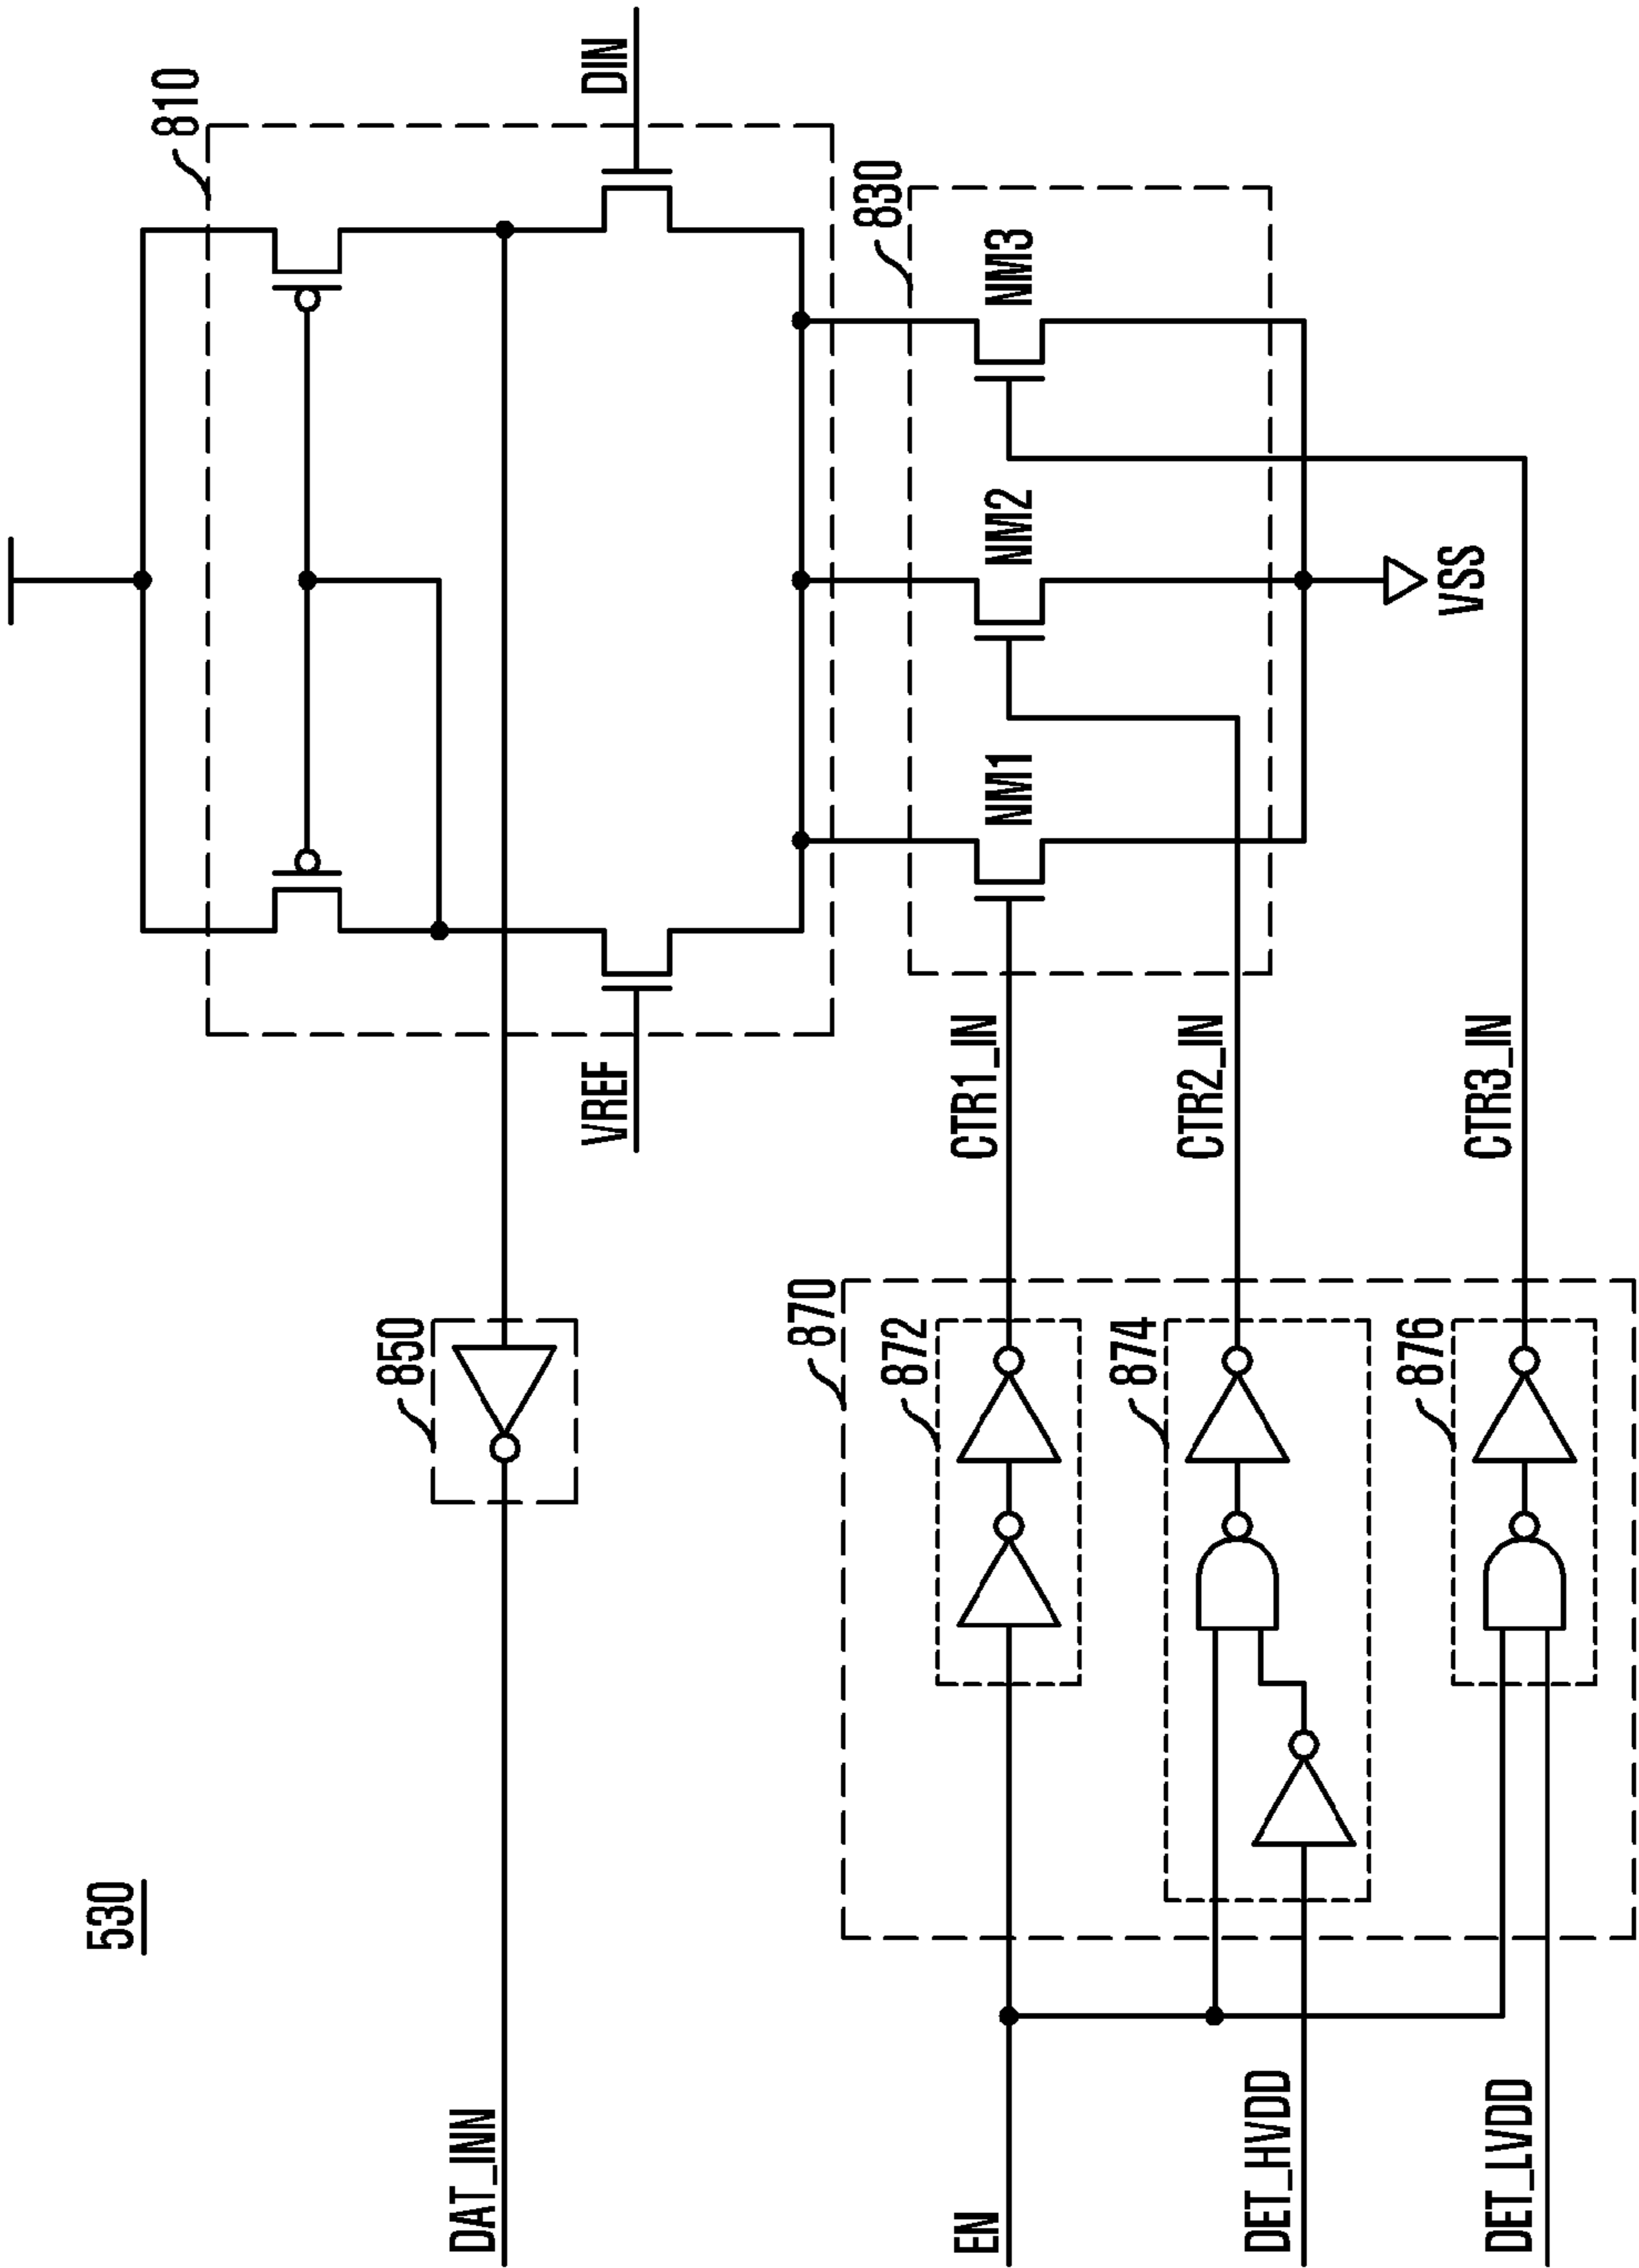 530
810
DIN
VREF
850
DAT_INN
830
NM1
NM2
NM3
CTR1_IN
CTR2_IN
CTR3_IN
VSS
870
872
874
876
EN
DET_HVDD
DET_LVDD